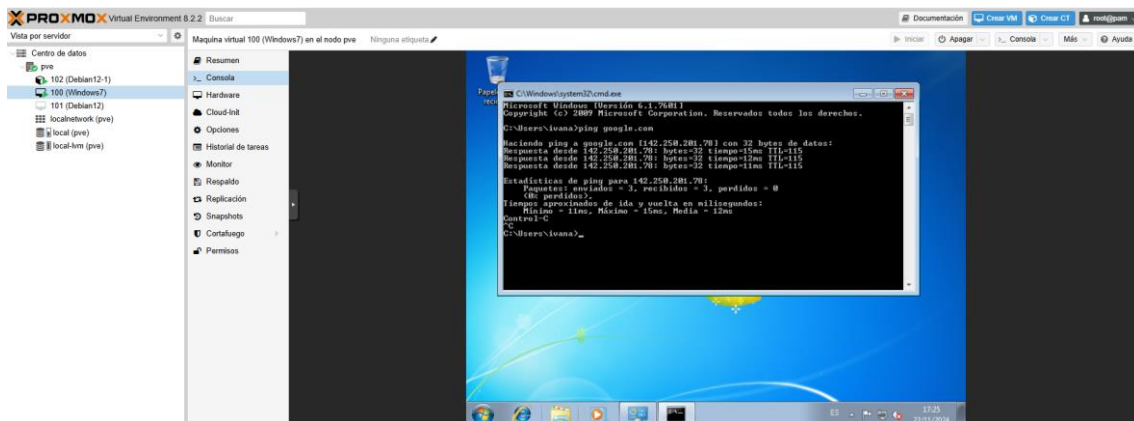 PROXMOX Virtual Environment 8.2.2 Buscar
Documentación Crear VM Crear CT root@pam
Vista por servidor
Maquina virtual 100 (Windows7) en el nodo pve Ninguna etiqueta
Iniciar Apagar Consola Más Ayuda
Centro de datos
pve
102 (Debian12-1)
100 (Windows7)
101 (Debian12)
localnetwork (pve)
local (pve)
local-lvm (pve)
Resumen
Consola
Hardware
Cloud-Init
Opciones
Historial de tareas
Monitor
Respaldo
Replicación
Snapshots
Cortafuego
Permisos
C:\Windows\system32\cmd.exe
Microsoft Windows [Versión 6.1.7601]
Copyright (c) 2009 Microsoft Corporation. Reservados todos los derechos.
C:\Users\ivana>ping google.com
Haciendo ping a google.com [142.250.201.78] con 32 bytes de datos:
Respuesta desde 142.250.201.78: bytes=32 tiempo=15ms TTL=115
Respuesta desde 142.250.201.78: bytes=32 tiempo=12ms TTL=115
Respuesta desde 142.250.201.78: bytes=32 tiempo=11ms TTL=115
Estadísticas de ping para 142.250.201.78:
Paquetes: enviados = 3, recibidos = 3, perdidos = 0
(0% perdidos),
Tiempos aproximados de ida y vuelta en milisegundos:
Mínimo = 11ms, Máximo = 15ms, Media = 12ms
Control-C
^C
C:\Users\ivana>_
ES
17:25
22/11/2024